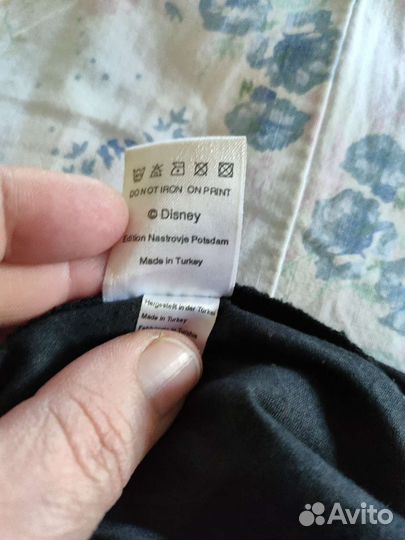 DO NOT IRON ON PRINT
© Disney
Edition Nastrovje Potsdam
Made in Turkey
Hergestellt in der Türkei
Made in Turkey
Avito